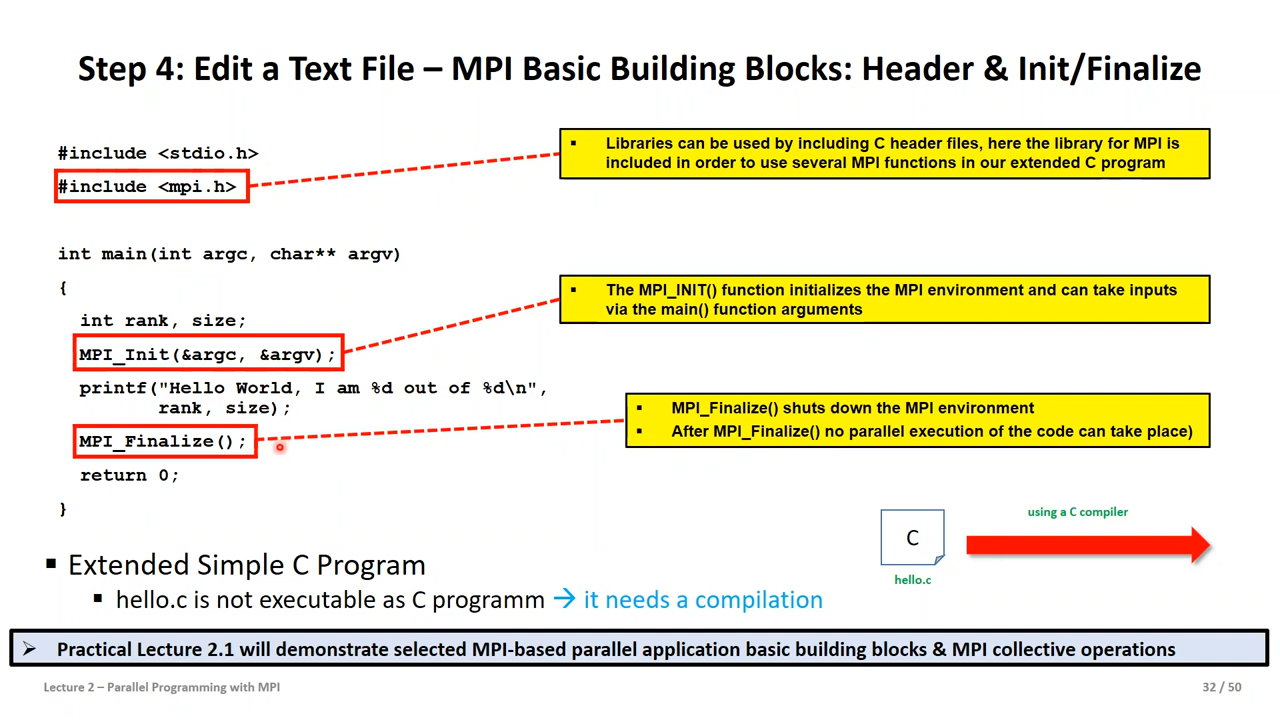 Step 4: Edit a Text File – MPI Basic Building Blocks: Header & Init/Finalize
#include <stdio.h>
#include <mpi.h>
▪ Libraries can be used by including C header files, here the library for MPI is
included in order to use several MPI functions in our extended C program
int main(int argc, char** argv)
{
int rank, size;
MPI_Init(&argc, &argv);
▪ The MPI_INIT() function initializes the MPI environment and can take inputs
via the main() function arguments
printf("Hello World, I am %d out of %d\n",
rank, size);
MPI_Finalize();
▪ MPI_Finalize() shuts down the MPI environment
▪ After MPI_Finalize() no parallel execution of the code can take place)
return 0;
}
C
hello.c
using a C compiler
▪ Extended Simple C Program
▪ hello.c is not executable as C programm → it needs a compilation
➢ Practical Lecture 2.1 will demonstrate selected MPI-based parallel application basic building blocks & MPI collective operations
Lecture 2 – Parallel Programming with MPI
32 / 50